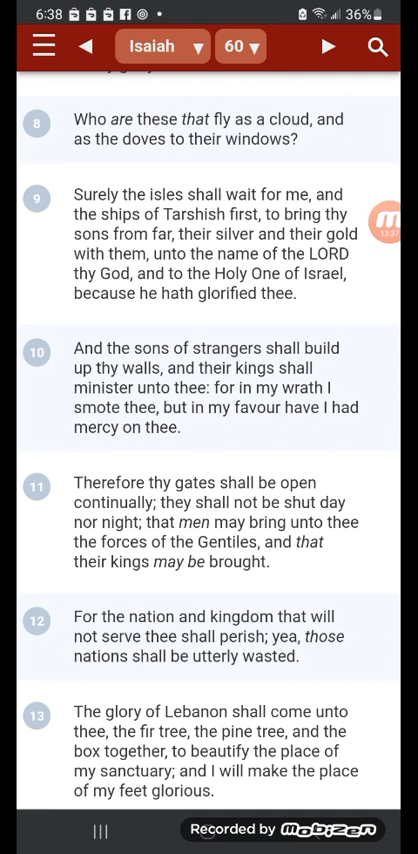 6:38 36%
Isaiah ▼ 60 ▼
8
Who are these that fly as a cloud, and
as the doves to their windows?
9
Surely the isles shall wait for me, and
the ships of Tarshish first, to bring thy
sons from far, their silver and their gold
with them, unto the name of the LORD
thy God, and to the Holy One of Israel,
because he hath glorified thee.
13:37
10
And the sons of strangers shall build
up thy walls, and their kings shall
minister unto thee: for in my wrath I
smote thee, but in my favour have I had
mercy on thee.
11
Therefore thy gates shall be open
continually; they shall not be shut day
nor night; that men may bring unto thee
the forces of the Gentiles, and that
their kings may be brought.
12
For the nation and kingdom that will
not serve thee shall perish; yea, those
nations shall be utterly wasted.
13
The glory of Lebanon shall come unto
thee, the fir tree, the pine tree, and the
box together, to beautify the place of
my sanctuary; and I will make the place
of my feet glorious.
Recorded by mobizen